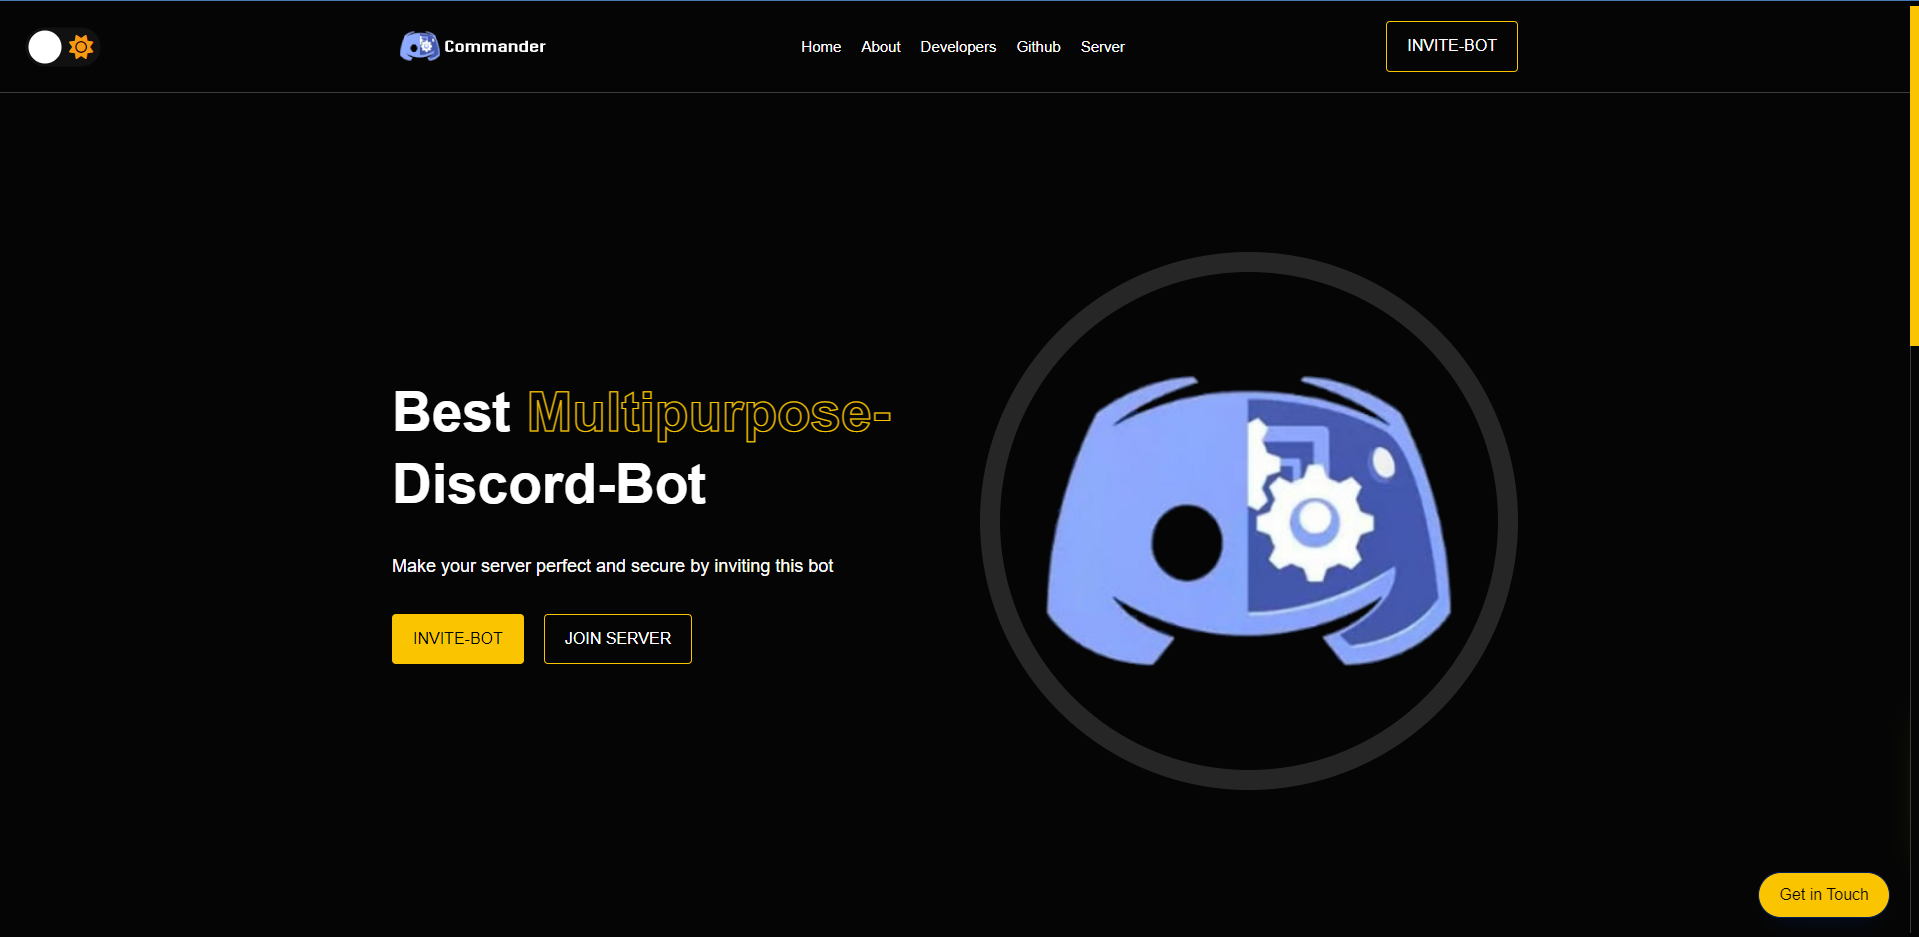 Commander
Home About Developers Github Server
INVITE-BOT
Best Multipurpose-
Discord-Bot
Make your server perfect and secure by inviting this bot
INVITE-BOT JOIN SERVER
Get in Touch